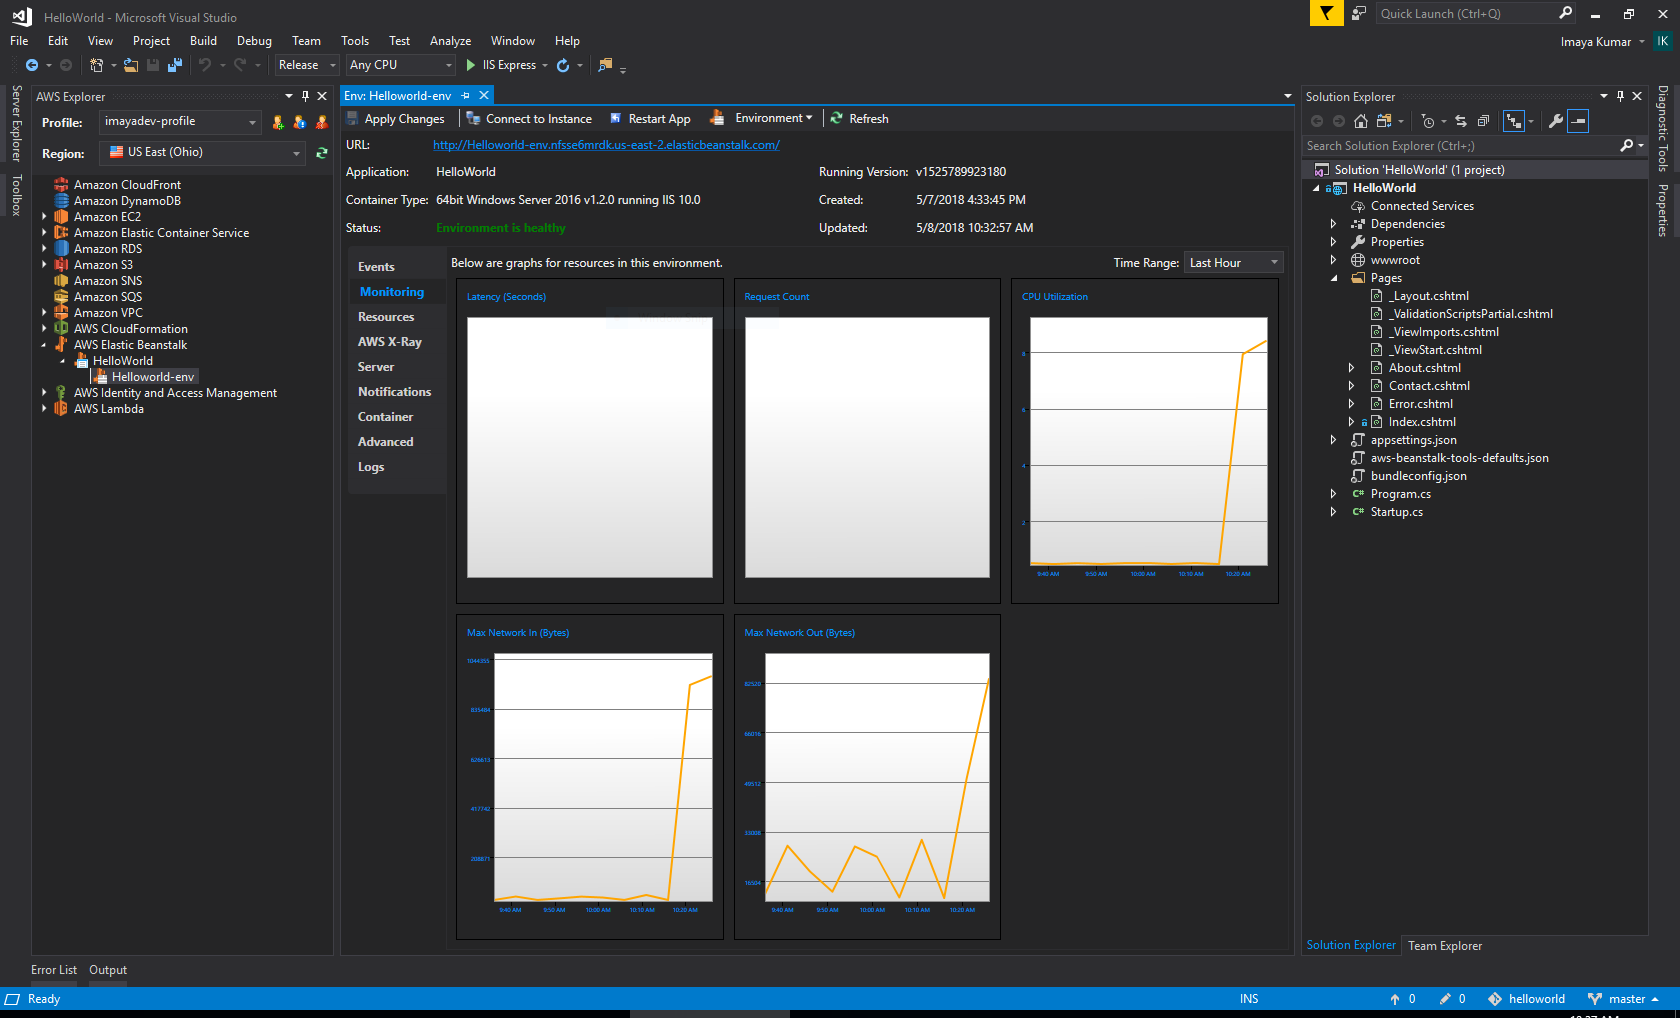 HelloWorld - Microsoft Visual Studio
Quick Launch (Ctrl+Q)
File Edit View Project Build Debug Team Tools Test Analyze Window Help
Imaya Kumar IK
Release Any CPU IIS Express
Server Explorer
Toolbox
AWS Explorer
Profile: imayadev-profile
Region: US East (Ohio)
Amazon CloudFront
Amazon DynamoDB
Amazon EC2
Amazon Elastic Container Service
Amazon RDS
Amazon S3
Amazon SNS
Amazon SQS
Amazon VPC
AWS CloudFormation
AWS Elastic Beanstalk
HelloWorld
Helloworld-env
AWS Identity and Access Management
AWS Lambda
Env: Helloworld-env
Apply Changes Connect to Instance Restart App Environment Refresh
URL: http://Helloworld-env.nfsse6mrdk.us-east-2.elasticbeanstalk.com/
Application: HelloWorld Running Version: v1525789923180
Container Type: 64bit Windows Server 2016 v1.2.0 running IIS 10.0 Created: 5/7/2018 4:33:45 PM
Status: Environment is healthy Updated: 5/8/2018 10:32:57 AM
Events
Monitoring
Resources
AWS X-Ray
Server
Notifications
Container
Advanced
Logs
Below are graphs for resources in this environment. Time Range: Last Hour
Latency (Seconds)
Request Count
CPU Utilization
8
6
4
2
9:40 AM 9:50 AM 10:00 AM 10:10 AM 10:20 AM
Max Network In (Bytes)
1044355
835484
626613
417742
208871
9:40 AM 9:50 AM 10:00 AM 10:10 AM 10:20 AM
Max Network Out (Bytes)
82520
66016
49512
33008
16504
9:40 AM 9:50 AM 10:00 AM 10:10 AM 10:20 AM
Solution Explorer
Search Solution Explorer (Ctrl+;)
Solution 'HelloWorld' (1 project)
HelloWorld
Connected Services
Dependencies
Properties
wwwroot
Pages
_Layout.cshtml
_ValidationScriptsPartial.cshtml
_ViewImports.cshtml
_ViewStart.cshtml
About.cshtml
Contact.cshtml
Error.cshtml
Index.cshtml
appsettings.json
aws-beanstalk-tools-defaults.json
bundleconfig.json
C# Program.cs
C# Startup.cs
Solution Explorer Team Explorer
Diagnostic Tools
Properties
Error List Output
Ready INS 0 0 helloworld master